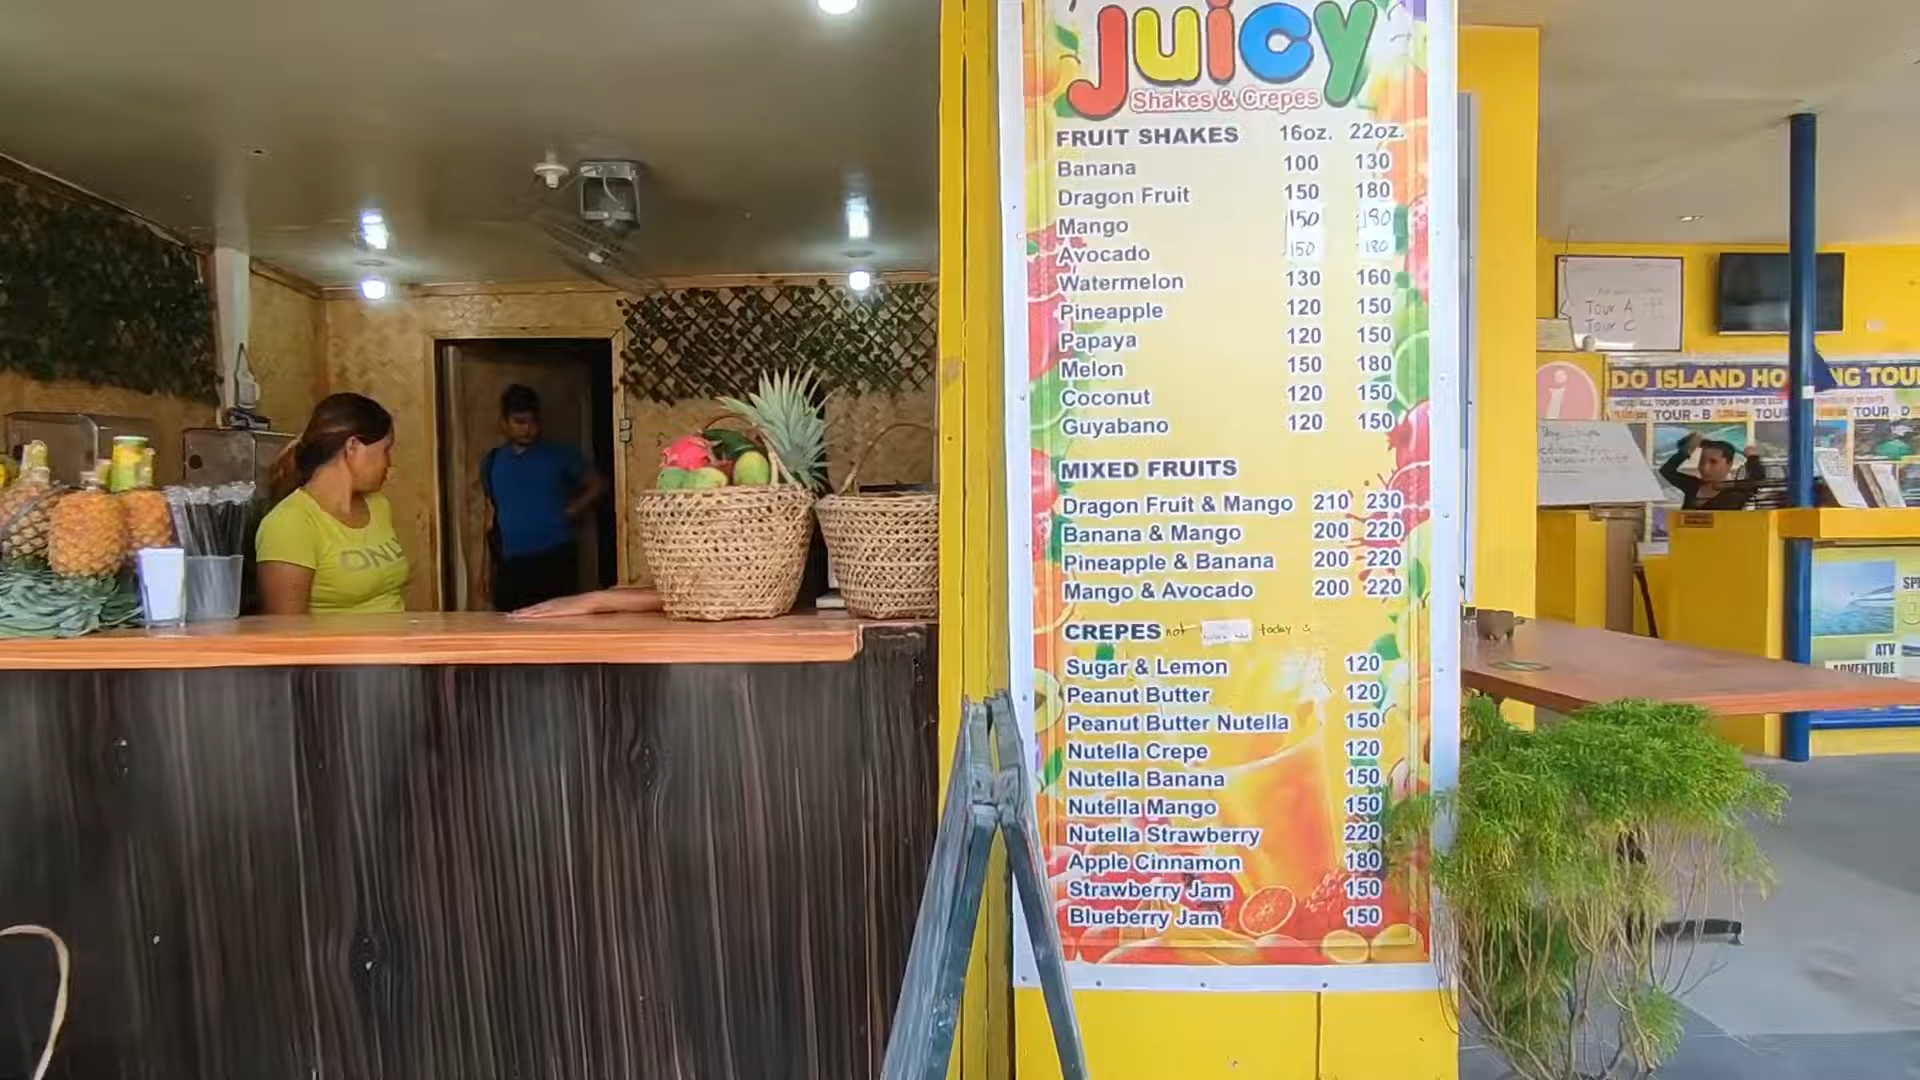 Juicy
Shakes & Crepes
FRUIT SHAKES 16oz. 22oz.
Banana 100 130
Dragon Fruit 150 180
Mango 150 180
Avocado 150 180
Watermelon 130 160
Pineapple 120 150
Papaya 120 150
Melon 150 180
Coconut 120 150
Guyabano 120 150
MIXED FRUITS
Dragon Fruit & Mango 210 230
Banana & Mango 200 220
Pineapple & Banana 200 220
Mango & Avocado 200 220
CREPES not today
Sugar & Lemon 120
Peanut Butter 120
Peanut Butter Nutella 150
Nutella Crepe 120
Nutella Banana 150
Nutella Mango 150
Nutella Strawberry 220
Apple Cinnamon 180
Strawberry Jam 150
Blueberry Jam 150
ONLY
Tour A
Tour C
i
DO ISLAND HO NG TOU
TOUR - B TOU TOUR - D
ATV
ADVENTURE